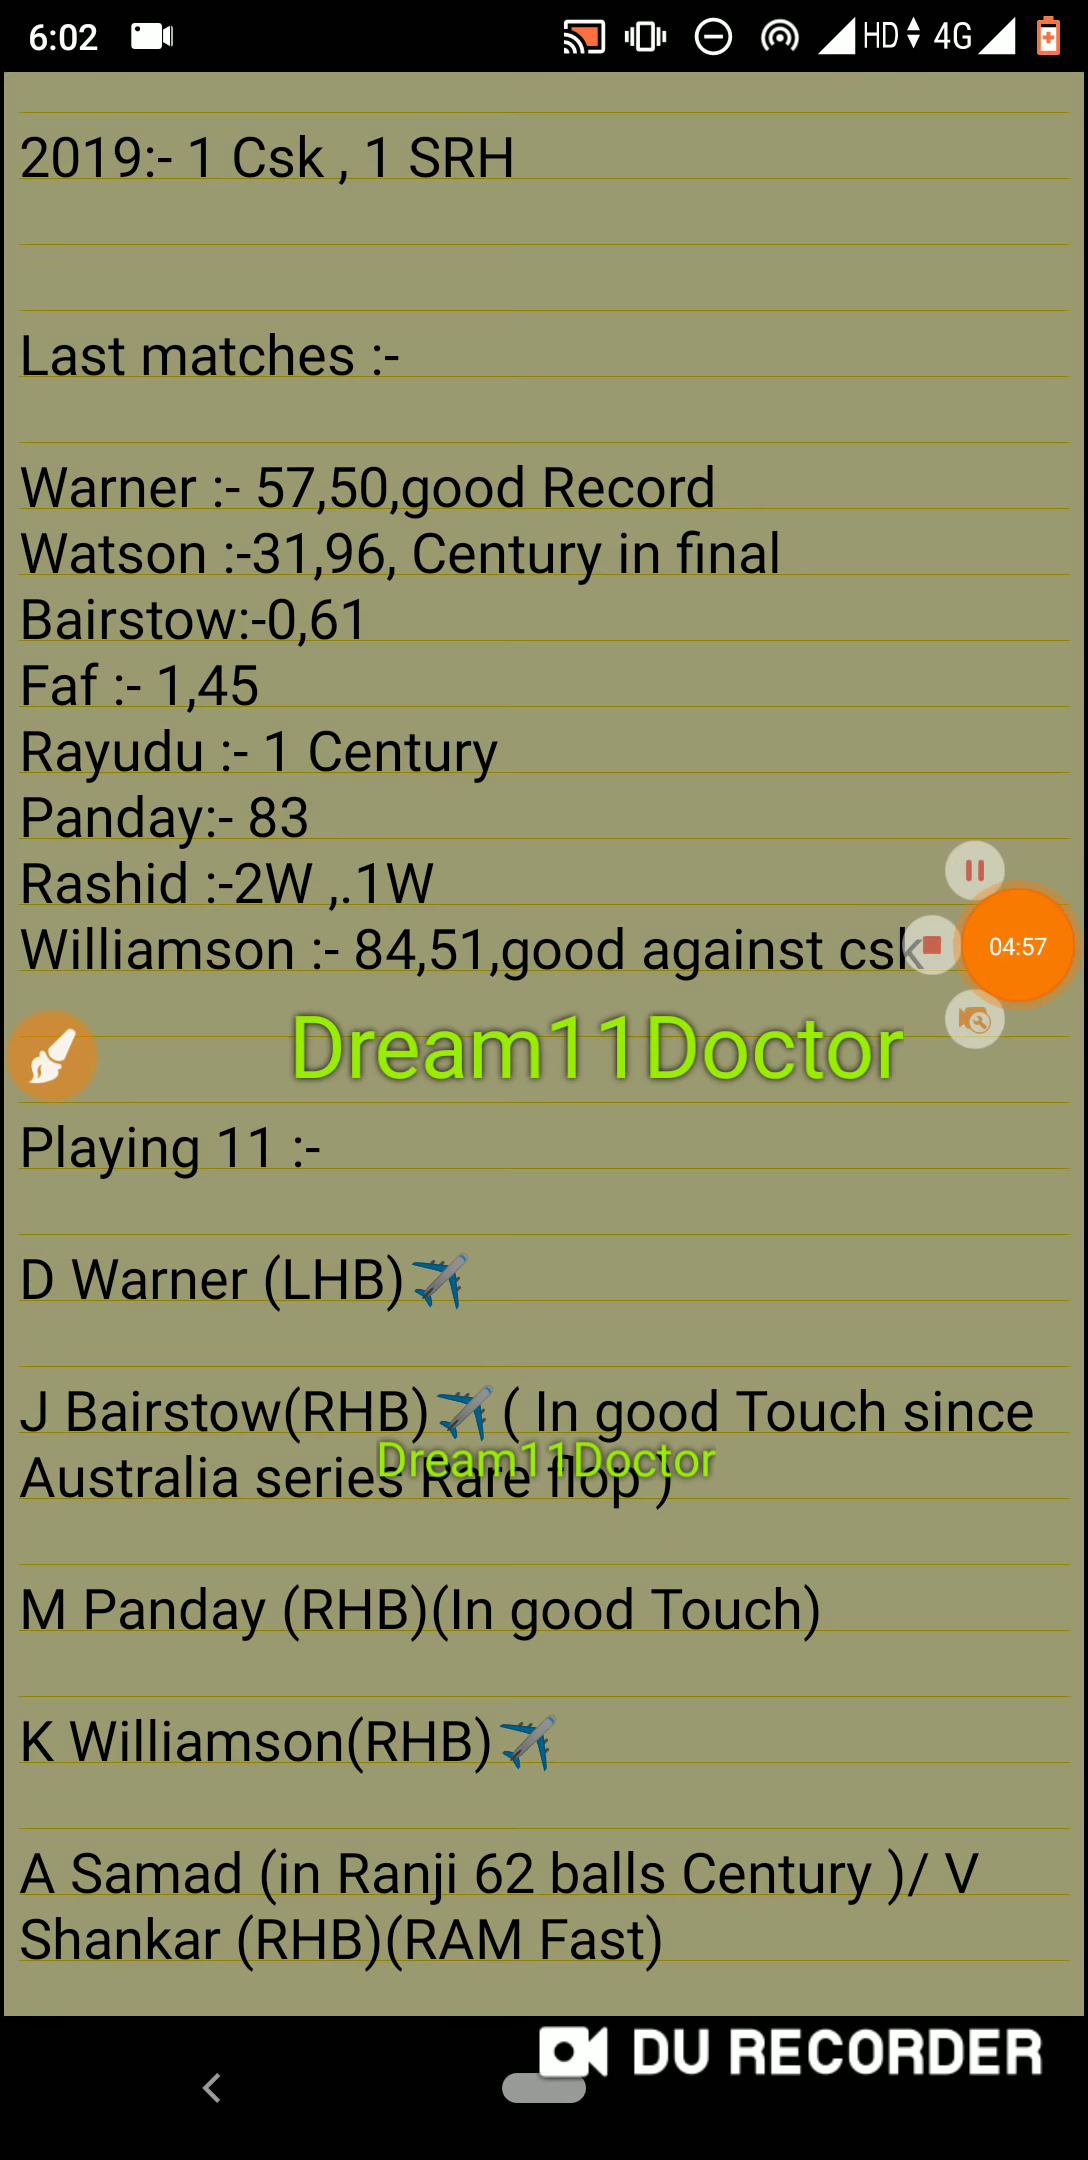 6:02 HD 4G
2019:- 1 Csk , 1 SRH
Last matches :-
Warner :- 57,50,good Record
Watson :-31,96, Century in final
Bairstow:-0,61
Faf :- 1,45
Rayudu :- 1 Century
Panday:- 83
Rashid :-2W ,.1W
Williamson :- 84,51,good against csk
04:57
Dream11Doctor
Playing 11 :-
D Warner (LHB)✈️
J Bairstow(RHB)✈️( In good Touch since
Dream11Doctor
Australia series Rare flop )
M Panday (RHB)(In good Touch)
K Williamson(RHB)✈️
A Samad (in Ranji 62 balls Century )/ V
Shankar (RHB)(RAM Fast)
DU RECORDER